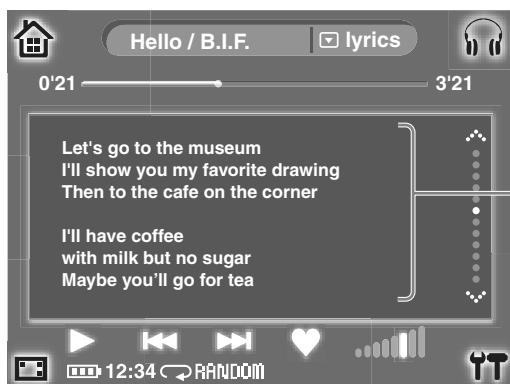 Hello / B.I.F.
lyrics
0'21
3'21
Let's go to the museum
I'll show you my favorite drawing
Then to the cafe on the corner
I'll have coffee
with milk but no sugar
Maybe you'll go for tea
12:34 RANDOM